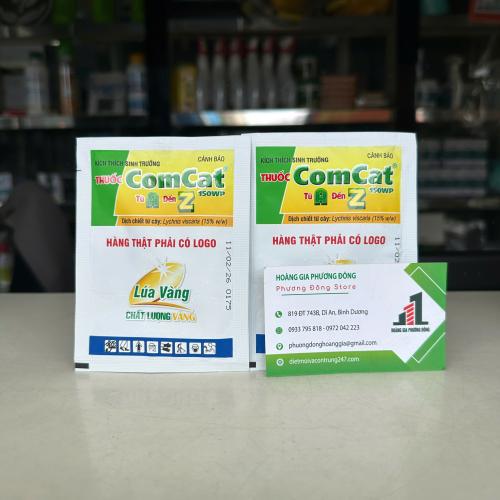 KÍCH THÍCH SINH TRƯỞNG
CẢNH BÁO
THUỐC ComCat®
150WP
Từ A Đến Z
Dịch chiết từ cây: Lychnis viscaria (15% w/w)
HÀNG THẬT PHẢI CÓ LOGO
Lúa Vàng
CHẤT LƯỢNG VÀNG
11/02/26 0175
KÍCH THÍCH SINH TRƯỞNG
CẢNH BÁO
THUỐC ComCat®
150WP
Từ A Đến Z
Dịch chiết từ cây: Lychnis viscaria (15% w/w)
HÀNG THẬT PHẢI CÓ LOGO
11/02/
HOÀNG GIA PHƯƠNG ĐÔNG
Phương Đông Store
819 ĐT 743B, Dĩ An, Bình Dương
0933 795 818 - 0972 042 223
phuongdonghoanggia@gmail.com
dietmoivacontrung247.com
HOÀNG GIA PHƯƠNG ĐÔNG